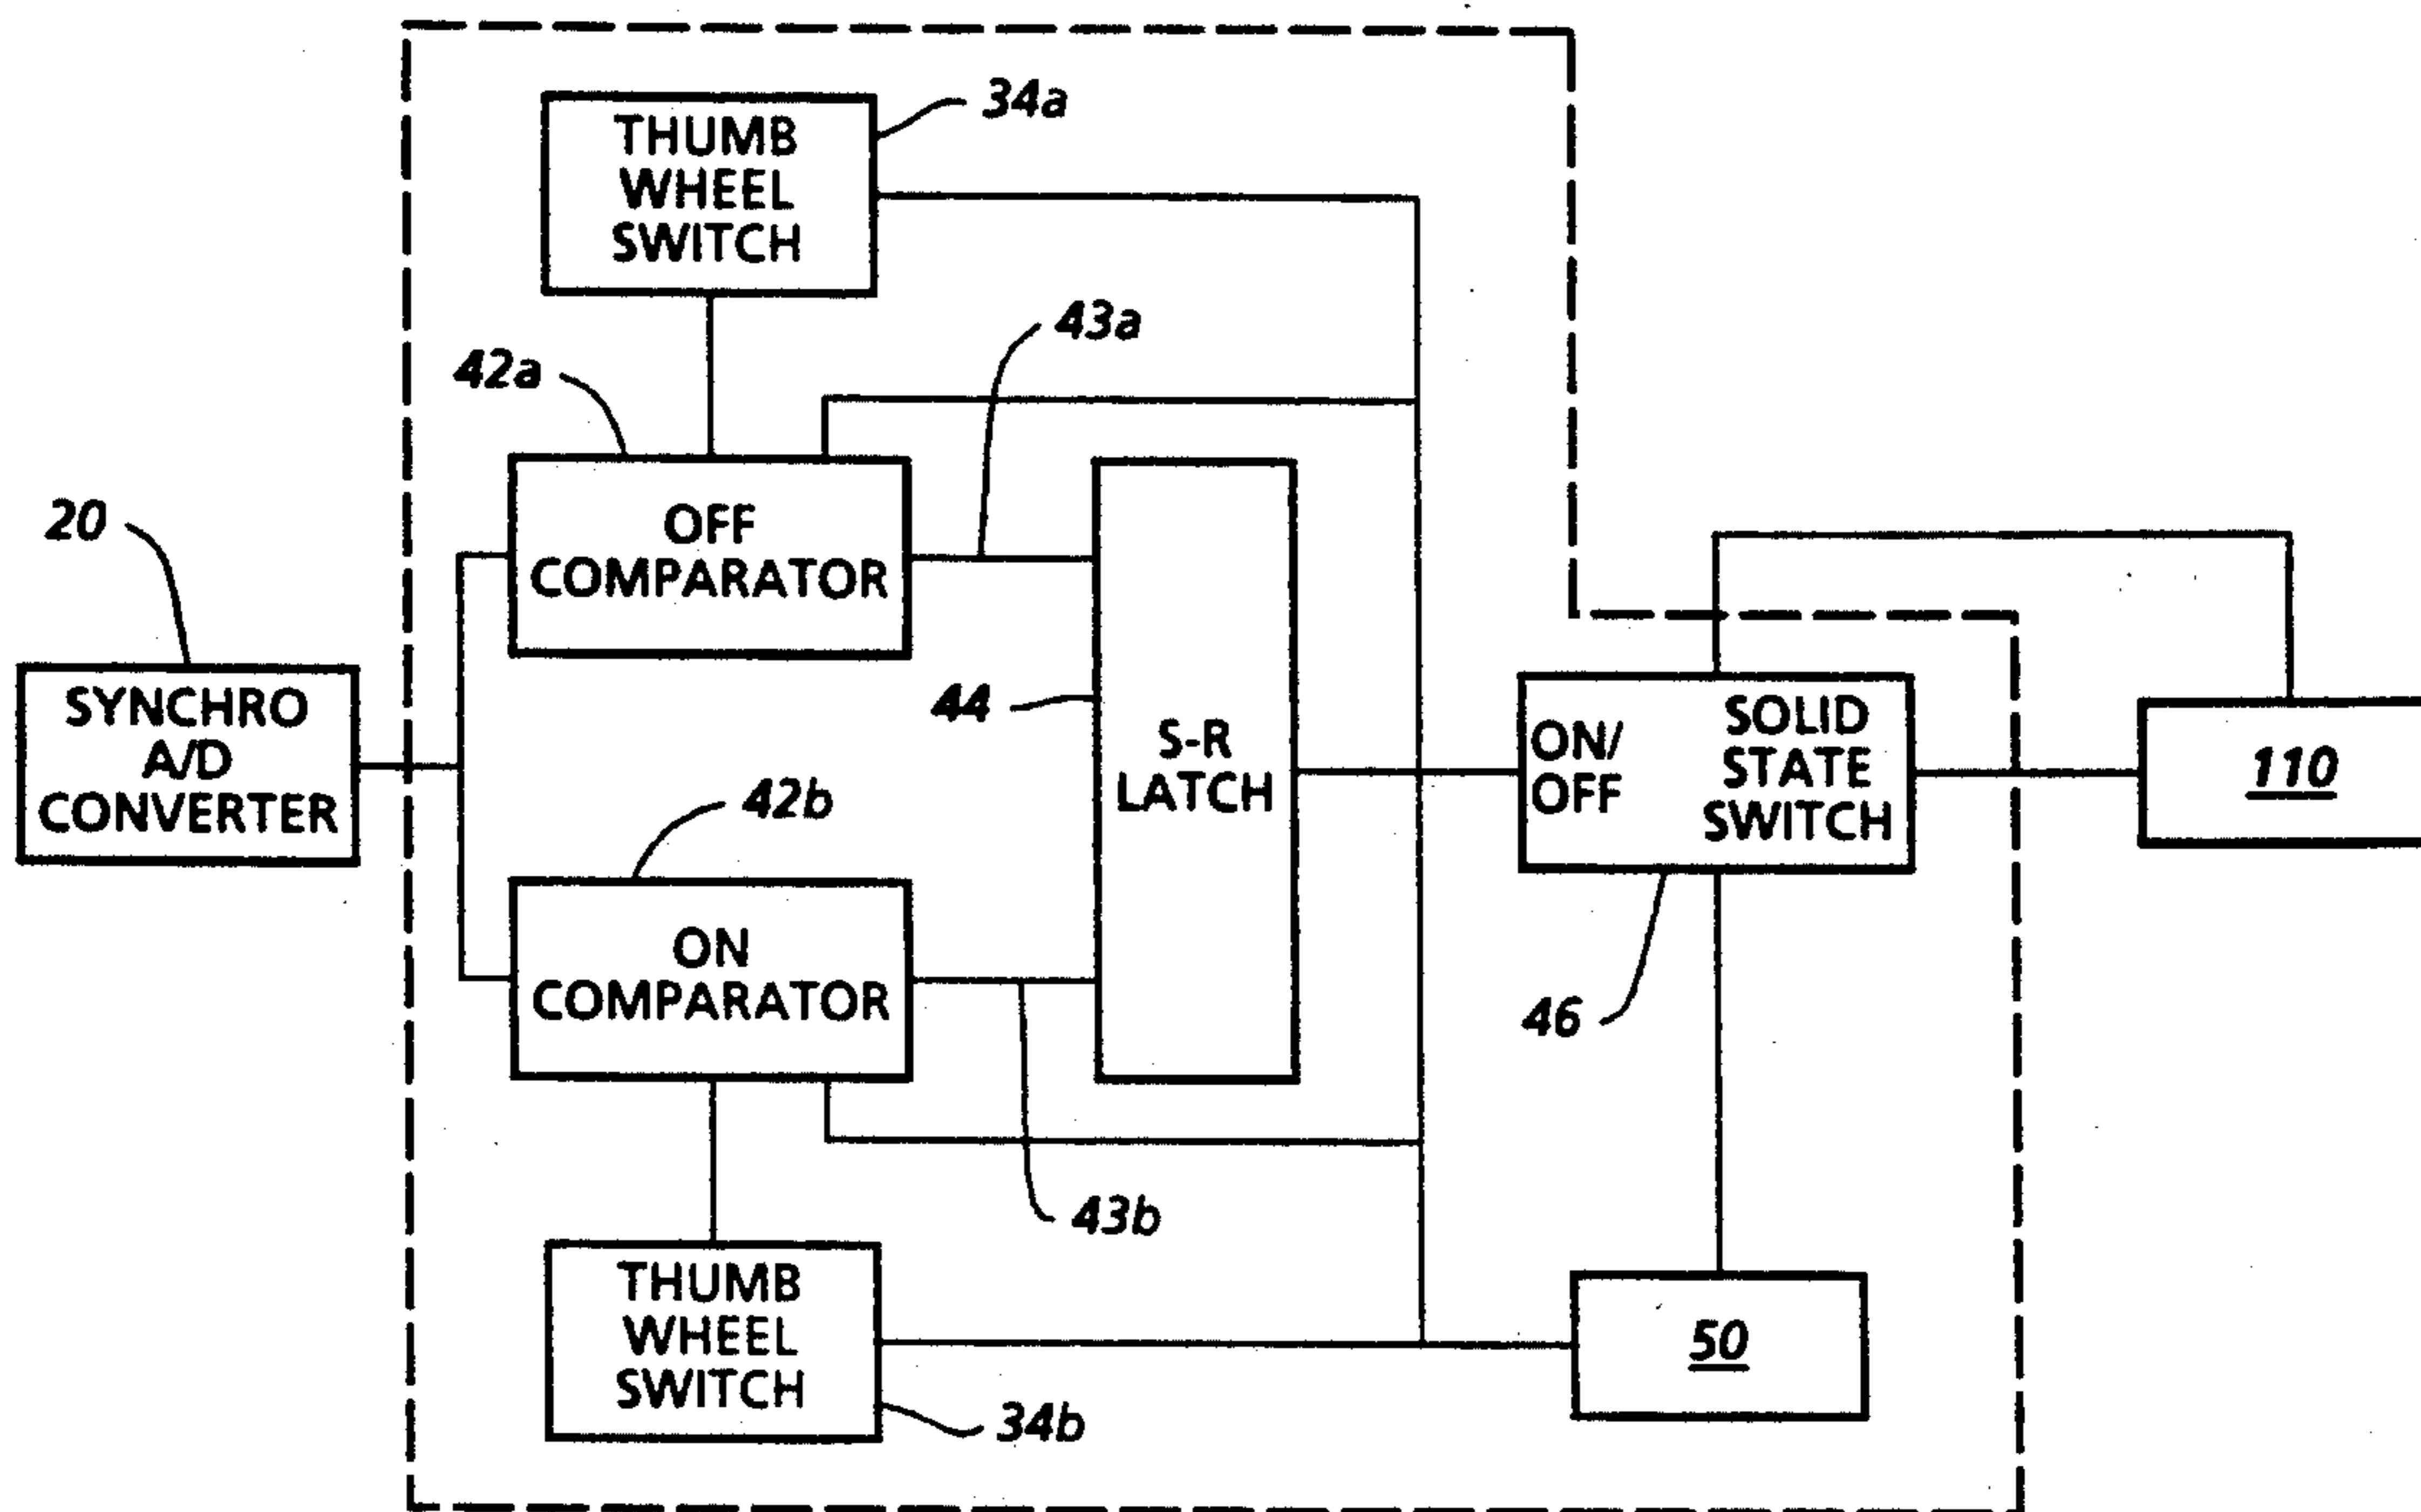 34a
THUMB
WHEEL
SWITCH
43a
42a
OFF
COMPARATOR
20
SYNCHRO
A/D
CONVERTER
44
S-R
LATCH
ON/
OFF
SOLID
STATE
SWITCH
110
42b
ON
COMPARATOR
46
43b
THUMB
WHEEL
SWITCH
34b
50